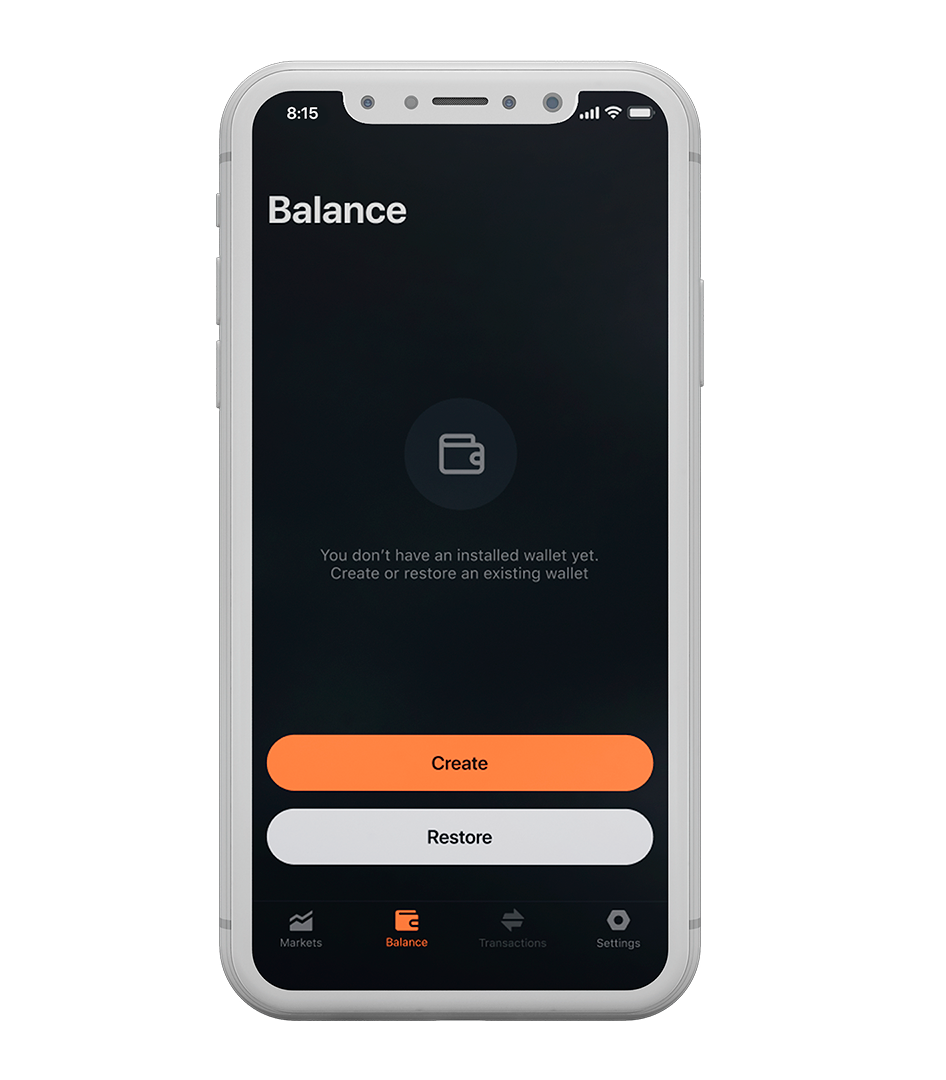 8:15
Balance
You don’t have an installed wallet yet.
Create or restore an existing wallet
Create
Restore
Markets
Balance
Transactions
Settings